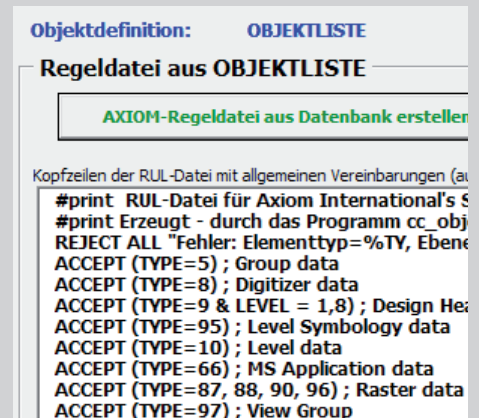 Objektdefinition: OBJEKTLISTE
Regeldatei aus OBJEKTLISTE
AXIOM-Regeldatei aus Datenbank erstellen
Kopfzeilen der RUL-Datei mit allgemeinen Vereinbarungen (au
#print RUL-Datei für Axiom International's S
#print Erzeugt - durch das Programm cc_obj
REJECT ALL "Fehler: Elementtyp=%TY, Ebene
ACCEPT (TYPE=5) ; Group data
ACCEPT (TYPE=8) ; Digitizer data
ACCEPT (TYPE=9 & LEVEL = 1,8) ; Design Hea
ACCEPT (TYPE=95) ; Level Symbology data
ACCEPT (TYPE=10) ; Level data
ACCEPT (TYPE=66) ; MS Application data
ACCEPT (TYPE=87, 88, 90, 96) ; Raster data
ACCEPT (TYPE=97) ; View Group